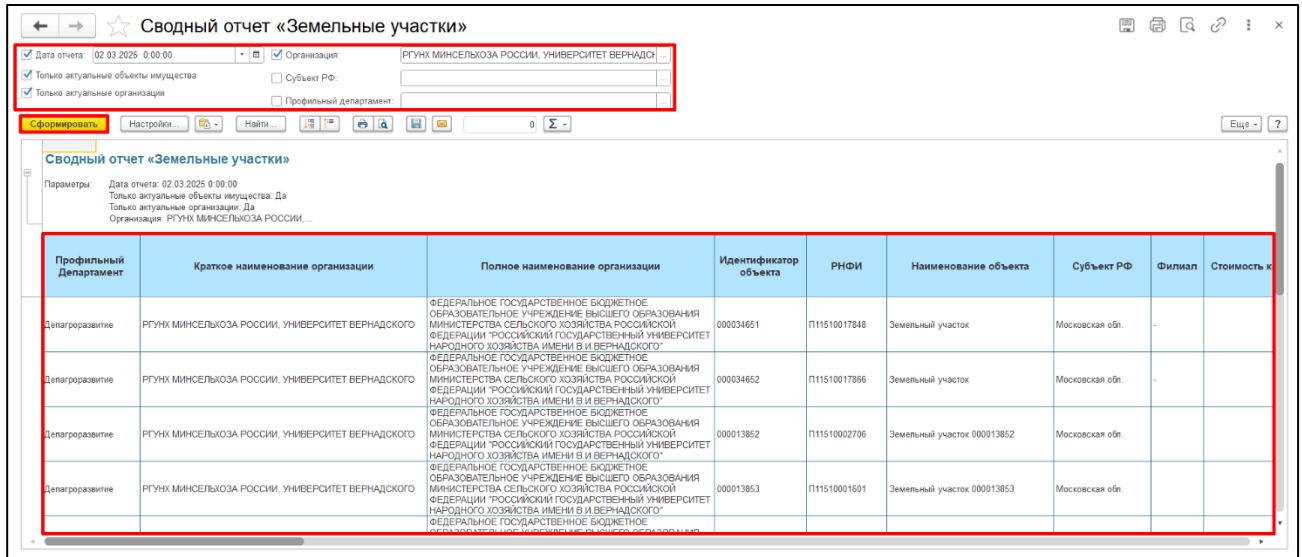 Сводный отчет «Земельные участки»
Дата отчета: 02.03.2025 0:00:00
Организация: РГУНХ МИНСЕЛЬХОЗА РОССИИ, УНИВЕРСИТЕТ ВЕРНАДСК ...
Только актуальные объекты имущества
Субъект РФ: ...
Только актуальные организации
Профильный департамент: ...
Сформировать Настройки... Найти... 0 Σ Еще ?
Сводный отчет «Земельные участки»
Параметры: Дата отчета: 02.03.2025 0:00:00
Только актуальные объекты имущества: Да
Только актуальные организации: Да
Организация: РГУНХ МИНСЕЛЬХОЗА РОССИИ,...
Профильный Департамент Краткое наименование организации Полное наименование организации Идентификатор объекта РНФИ Наименование объекта Субъект РФ Филиал Стоимость к
ФЕДЕРАЛЬНОЕ ГОСУДАРСТВЕННОЕ БЮДЖЕТНОЕ
ОБРАЗОВАТЕЛЬНОЕ УЧРЕЖДЕНИЕ ВЫСШЕГО ОБРАЗОВАНИЯ
Депагроразвитие РГУНХ МИНСЕЛЬХОЗА РОССИИ, УНИВЕРСИТЕТ ВЕРНАДСКОГО МИНИСТЕРСТВА СЕЛЬСКОГО ХОЗЯЙСТВА РОССИЙСКОЙ 000034651 П11510017848 Земельный участок Московская обл. -
ФЕДЕРАЦИИ "РОССИЙСКИЙ ГОСУДАРСТВЕННЫЙ УНИВЕРСИТЕТ
НАРОДНОГО ХОЗЯЙСТВА ИМЕНИ В.И.ВЕРНАДСКОГО"
ФЕДЕРАЛЬНОЕ ГОСУДАРСТВЕННОЕ БЮДЖЕТНОЕ
ОБРАЗОВАТЕЛЬНОЕ УЧРЕЖДЕНИЕ ВЫСШЕГО ОБРАЗОВАНИЯ
Депагроразвитие РГУНХ МИНСЕЛЬХОЗА РОССИИ, УНИВЕРСИТЕТ ВЕРНАДСКОГО МИНИСТЕРСТВА СЕЛЬСКОГО ХОЗЯЙСТВА РОССИЙСКОЙ 000034652 П11510017866 Земельный участок Московская обл. -
ФЕДЕРАЦИИ "РОССИЙСКИЙ ГОСУДАРСТВЕННЫЙ УНИВЕРСИТЕТ
НАРОДНОГО ХОЗЯЙСТВА ИМЕНИ В.И.ВЕРНАДСКОГО"
ФЕДЕРАЛЬНОЕ ГОСУДАРСТВЕННОЕ БЮДЖЕТНОЕ
ОБРАЗОВАТЕЛЬНОЕ УЧРЕЖДЕНИЕ ВЫСШЕГО ОБРАЗОВАНИЯ
Депагроразвитие РГУНХ МИНСЕЛЬХОЗА РОССИИ, УНИВЕРСИТЕТ ВЕРНАДСКОГО МИНИСТЕРСТВА СЕЛЬСКОГО ХОЗЯЙСТВА РОССИЙСКОЙ 000013852 П11510002706 Земельный участок 000013852 Московская обл.
ФЕДЕРАЦИИ "РОССИЙСКИЙ ГОСУДАРСТВЕННЫЙ УНИВЕРСИТЕТ
НАРОДНОГО ХОЗЯЙСТВА ИМЕНИ В.И.ВЕРНАДСКОГО"
ФЕДЕРАЛЬНОЕ ГОСУДАРСТВЕННОЕ БЮДЖЕТНОЕ
ОБРАЗОВАТЕЛЬНОЕ УЧРЕЖДЕНИЕ ВЫСШЕГО ОБРАЗОВАНИЯ
Депагроразвитие РГУНХ МИНСЕЛЬХОЗА РОССИИ, УНИВЕРСИТЕТ ВЕРНАДСКОГО МИНИСТЕРСТВА СЕЛЬСКОГО ХОЗЯЙСТВА РОССИЙСКОЙ 000013853 П11510001601 Земельный участок 000013853 Московская обл.
ФЕДЕРАЦИИ "РОССИЙСКИЙ ГОСУДАРСТВЕННЫЙ УНИВЕРСИТЕТ
НАРОДНОГО ХОЗЯЙСТВА ИМЕНИ В.И.ВЕРНАДСКОГО"
ФЕДЕРАЛЬНОЕ ГОСУДАРСТВЕННОЕ БЮДЖЕТНОЕ